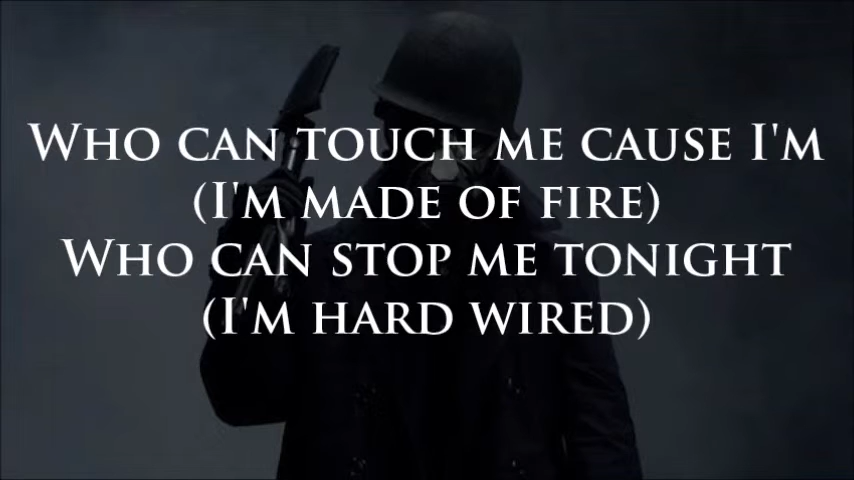 Who can touch me cause I'm
(I'm made of fire)
Who can stop me tonight
(I'm hard wired)